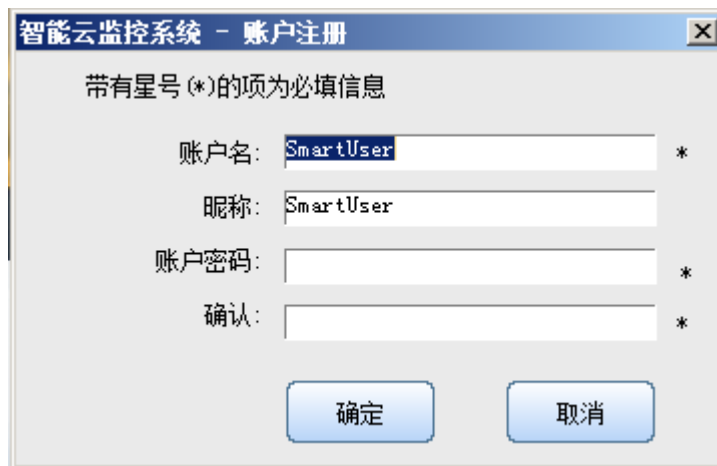 智能云监控系统 - 账户注册
带有星号(*)的项为必填信息
账户名: SmartUser *
昵称: SmartUser
账户密码: *
确认: *
确定 取消